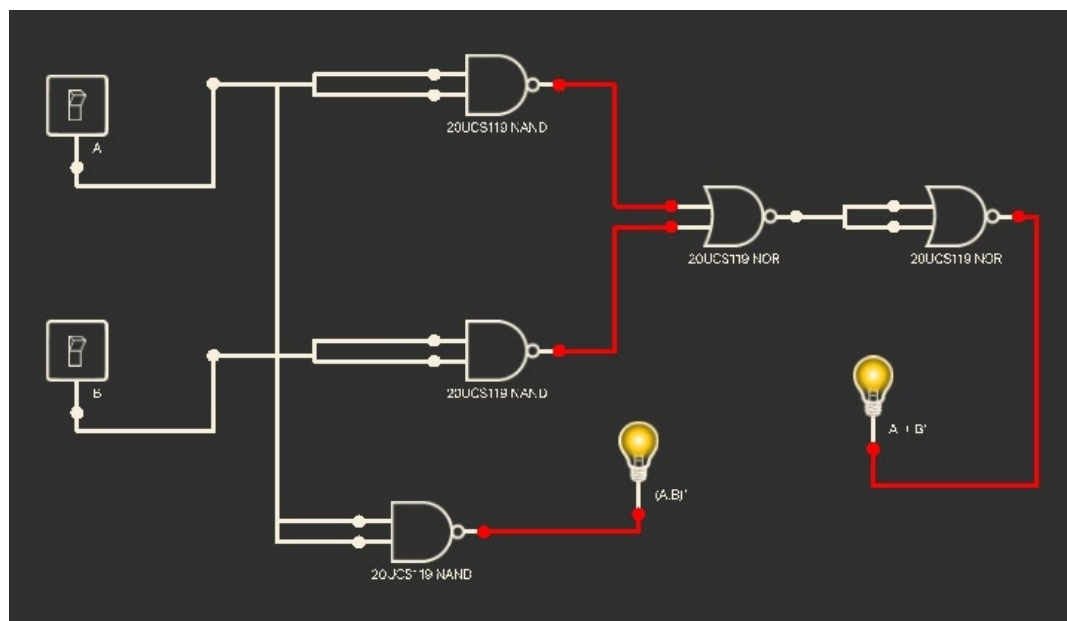 20UCS119 NAND
A
20UCS119 NOR
20UCS119 NOR
B
20UCS119 NAND
A' + B'
(A.B)'
20UCS119 NAND